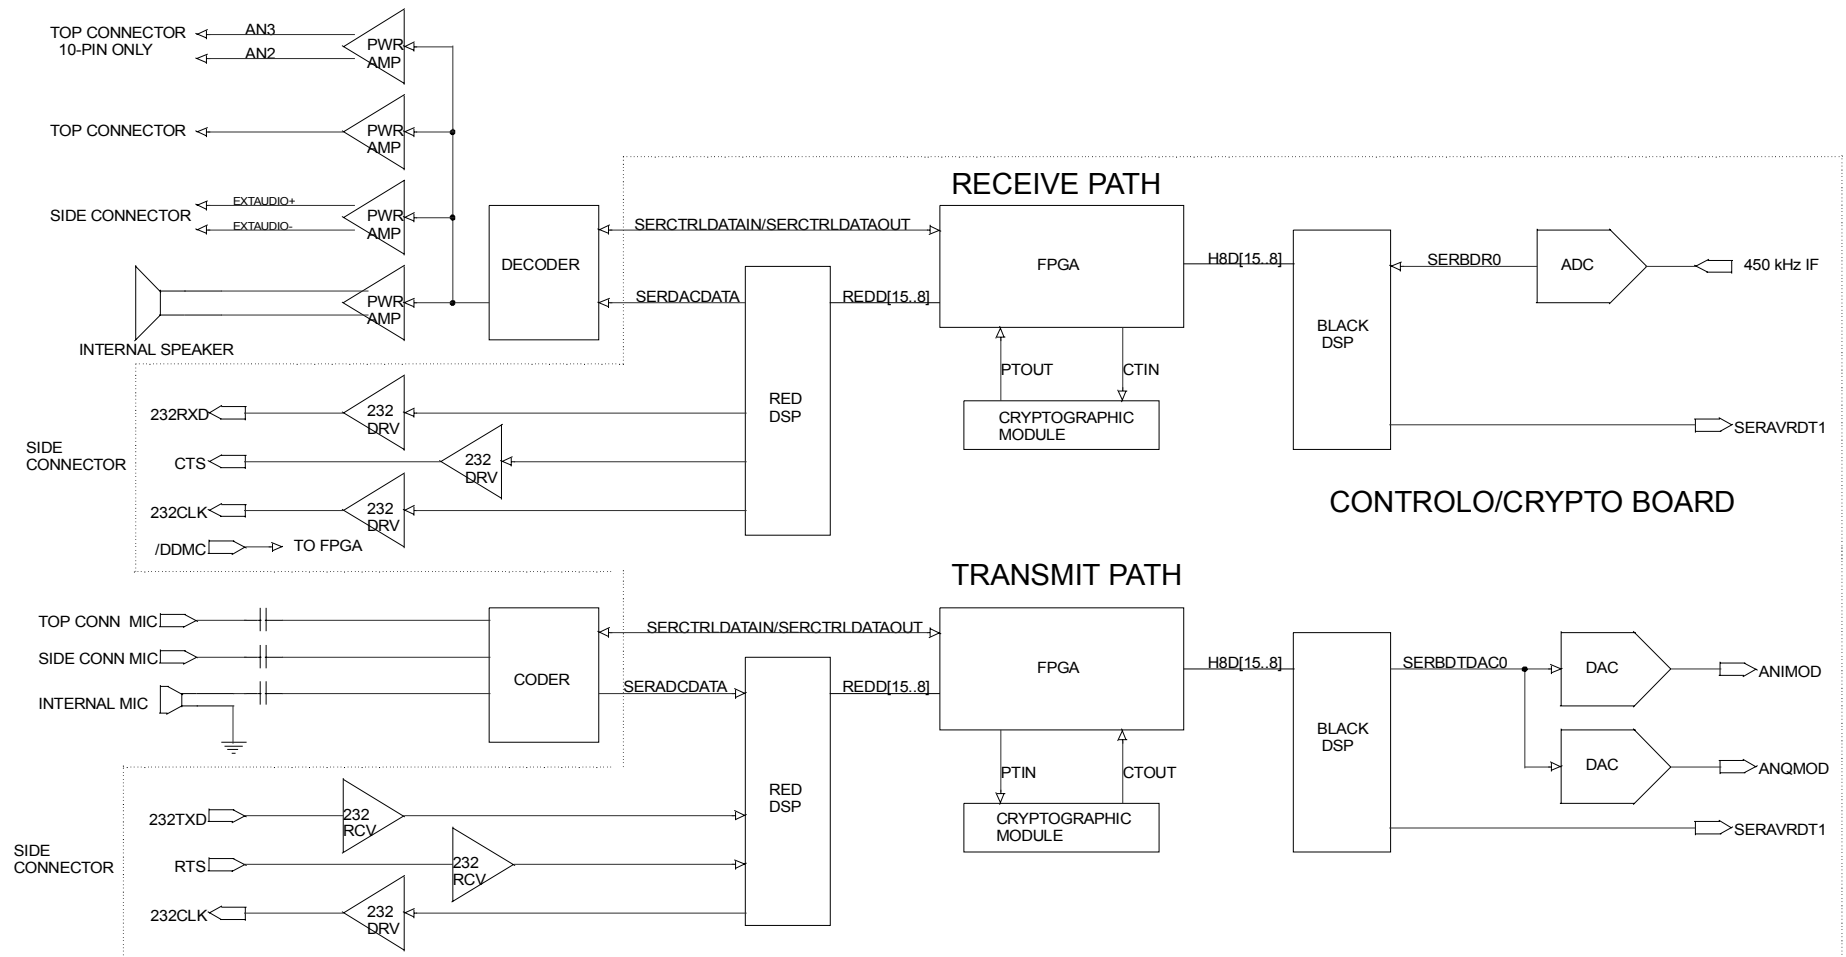 TOP CONNECTOR
10-PIN ONLY
AN3
AN2
PWR
AMP
TOP CONNECTOR
PWR
AMP
SIDE CONNECTOR
EXTAUDIO+
EXTAUDIO-
PWR
AMP
INTERNAL SPEAKER
PWR
AMP
DECODER
RECEIVE PATH
SERCTRLDATAIN/SERCTRLDATAOUT
SERDACDATA
RED
DSP
REDD[15..8]
FPGA
PTOUT
CTIN
CRYPTOGRAPHIC
MODULE
H8D[15..8]
BLACK
DSP
SERBDR0
ADC
450 kHz IF
SERAVRDT1
SIDE
CONNECTOR
232RXD
232
DRV
CTS
232
DRV
232CLK
232
DRV
/DDMC
TO FPGA
CONTROLO/CRYPTO BOARD
TRANSMIT PATH
TOP CONN MIC
SIDE CONN MIC
INTERNAL MIC
CODER
SERCTRLDATAIN/SERCTRLDATAOUT
SERADCDATA
RED
DSP
REDD[15..8]
FPGA
PTIN
CTOUT
CRYPTOGRAPHIC
MODULE
H8D[15..8]
BLACK
DSP
SERBDTDAC0
DAC
ANIMOD
DAC
ANQMOD
SERAVRDT1
SIDE
CONNECTOR
232TXD
232
RCV
RTS
232
RCV
232CLK
232
DRV